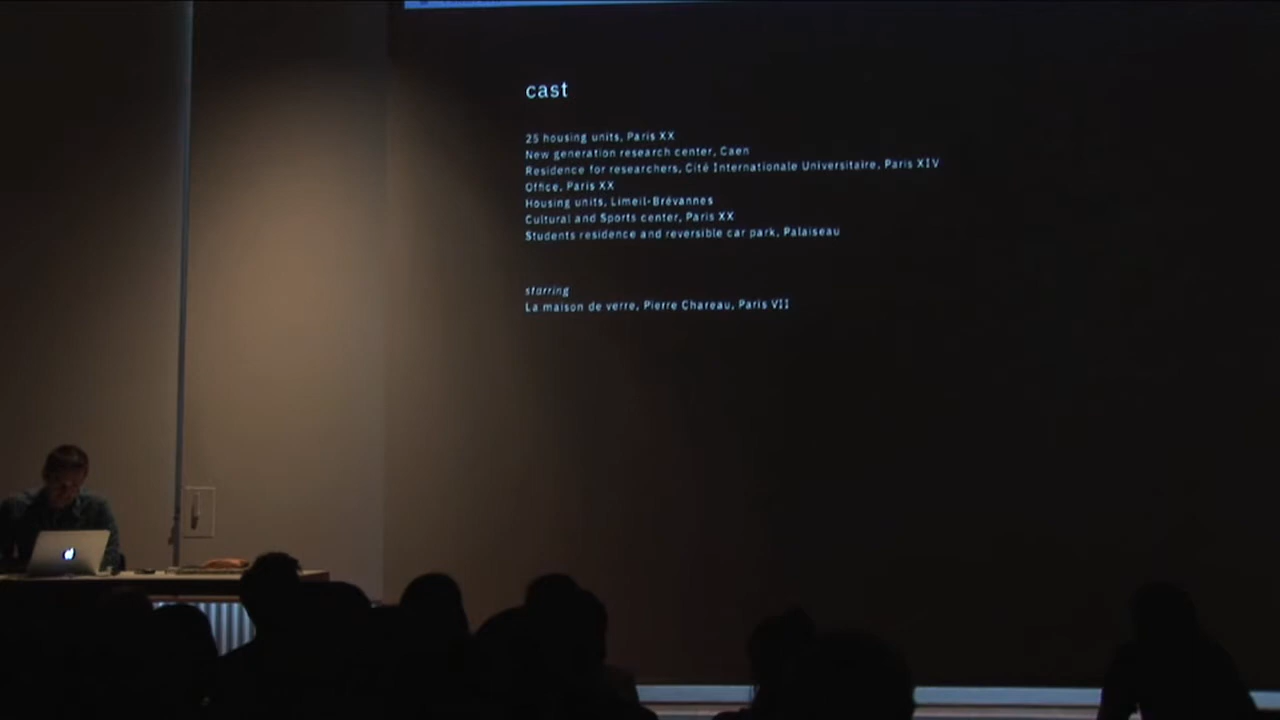 cast
25 housing units, Paris XX
New generation research center, Caen
Residence for researchers, Cité Internationale Universitaire, Paris XIV
Office, Paris XX
Housing units, Limeil-Brévannes
Cultural and Sports center, Paris XX
Students residence and reversible car park, Palaiseau
starring
La maison de verre, Pierre Chareau, Paris VII